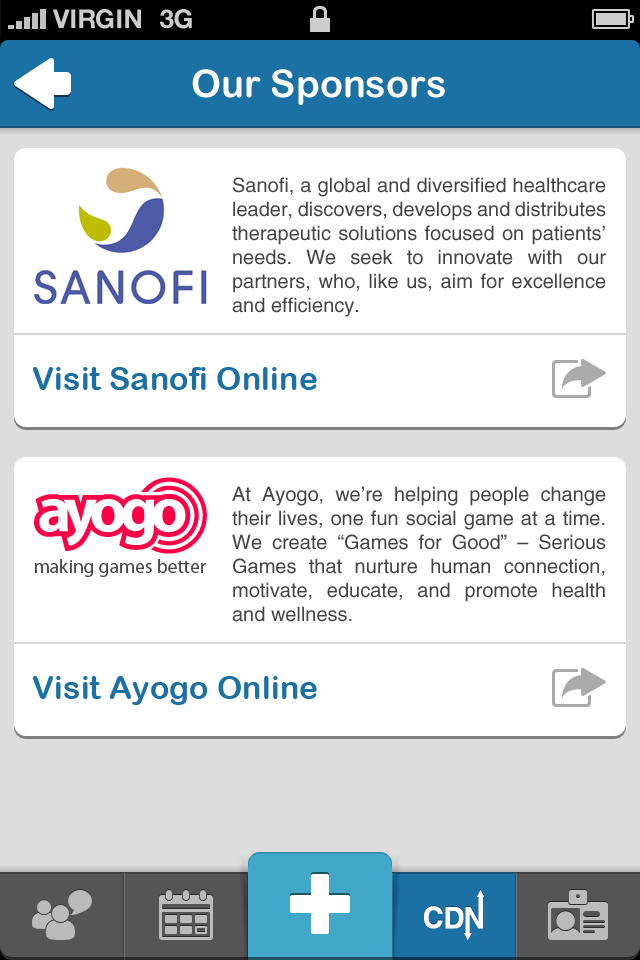 VIRGIN 3G
Our Sponsors
SANOFI
Sanofi, a global and diversified healthcare
leader, discovers, develops and distributes
therapeutic solutions focused on patients’
needs. We seek to innovate with our
partners, who, like us, aim for excellence
and efficiency.
Visit Sanofi Online
ayogo
making games better
At Ayogo, we’re helping people change
their lives, one fun social game at a time.
We create “Games for Good” – Serious
Games that nurture human connection,
motivate, educate, and promote health
and wellness.
Visit Ayogo Online
CDN